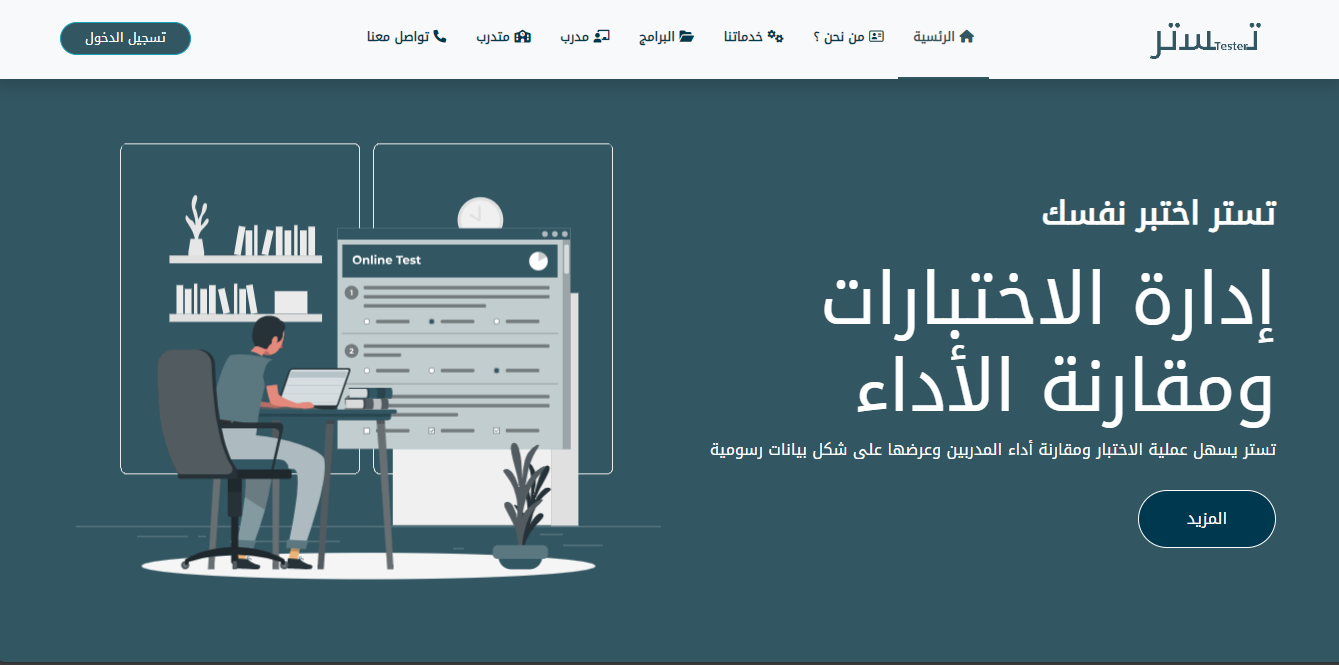 تستر
Tester
الرئيسية
من نحن ؟
خدماتنا
البرامج
مدرب
متدرب
تواصل معنا
تسجيل الدخول
تستر اختبر نفسك
إدارة الاختبارات
ومقارنة الأداء
تستر يسهل عملية الاختبار ومقارنة أداء المدربين وعرضها على شكل بيانات رسومية
المزيد
Online Test
1
2